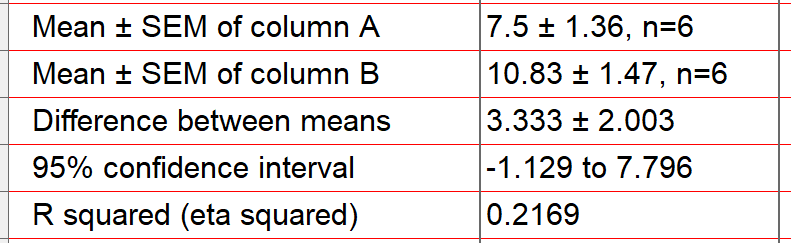 Mean ± SEM of column A 7.5 ± 1.36, n=6
Mean ± SEM of column B 10.83 ± 1.47, n=6
Difference between means 3.333 ± 2.003
95% confidence interval -1.129 to 7.796
R squared (eta squared) 0.2169